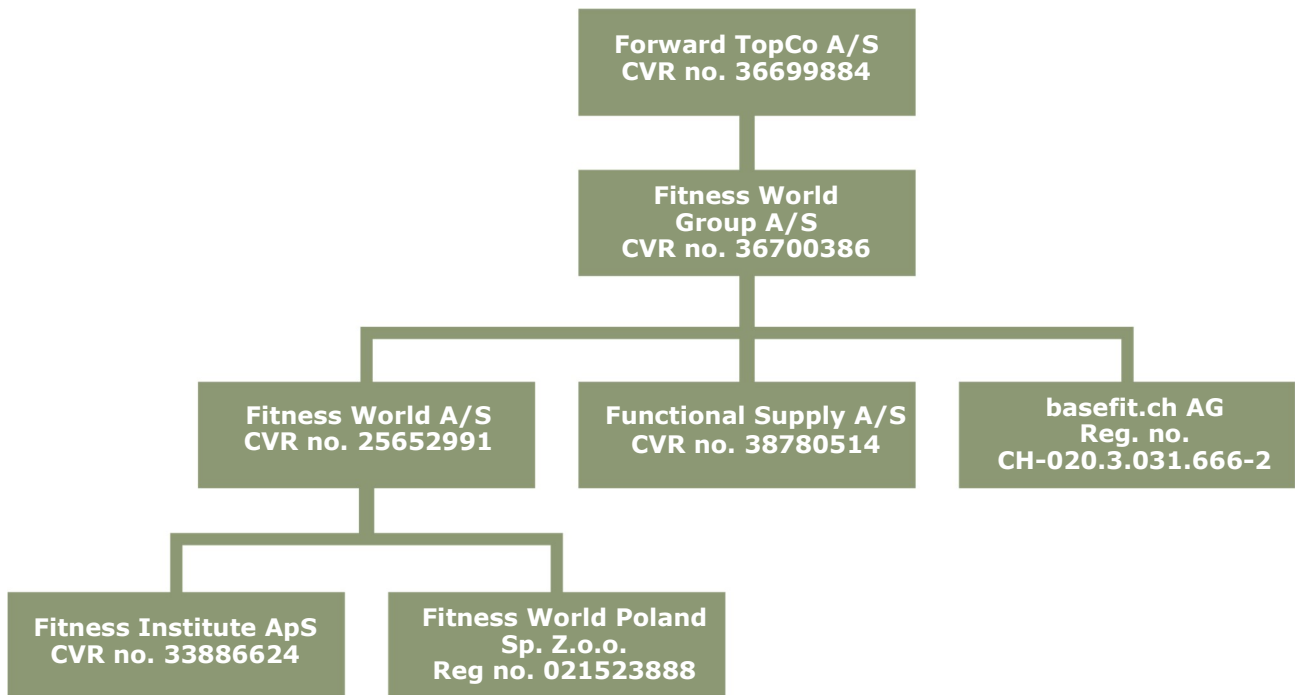 Forward TopCo A/S
CVR no. 36699884
Fitness World
Group A/S
CVR no. 36700386
Fitness World A/S
CVR no. 25652991
Functional Supply A/S
CVR no. 38780514
basefit.ch AG
Reg. no.
CH-020.3.031.666-2
Fitness Institute ApS
CVR no. 33886624
Fitness World Poland
Sp. Z.o.o.
Reg no. 021523888